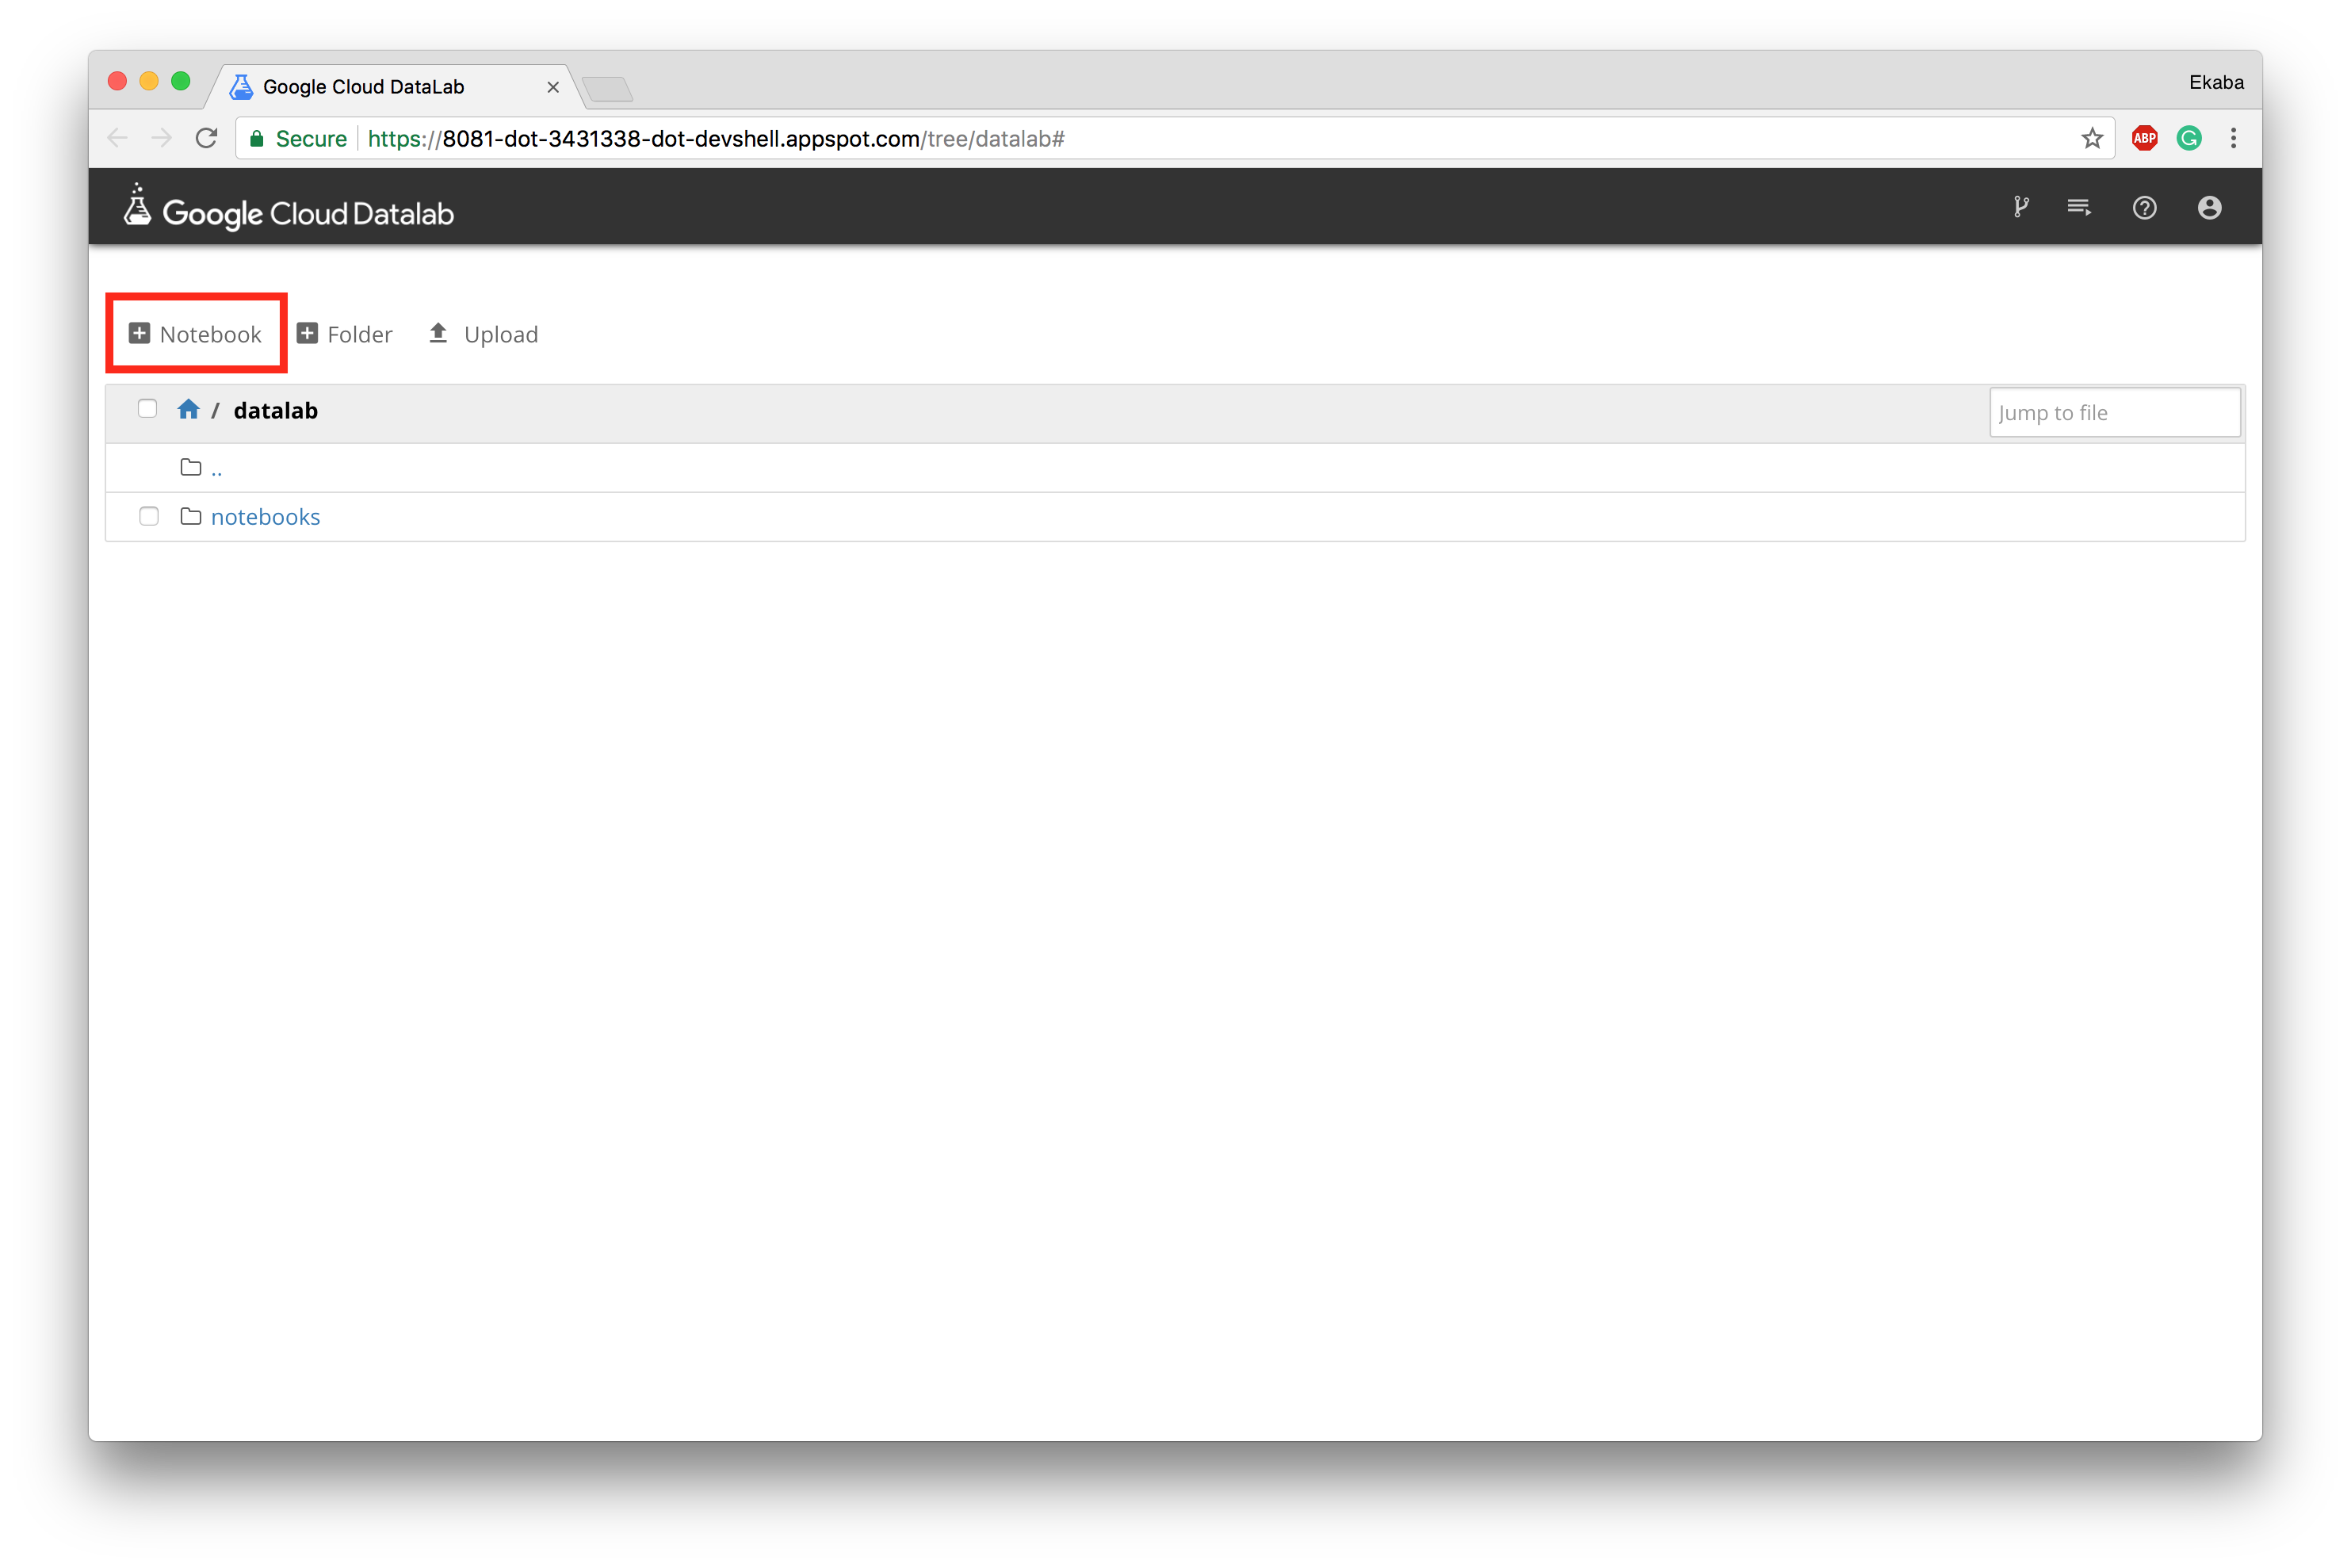 Google Cloud DataLab
Ekaba
Secure
https://8081-dot-3431338-dot-devshell.appspot.com/tree/datalab#
ABP
G
Google Cloud Datalab
?
Notebook
Folder
Upload
/ datalab
Jump to file
..
notebooks